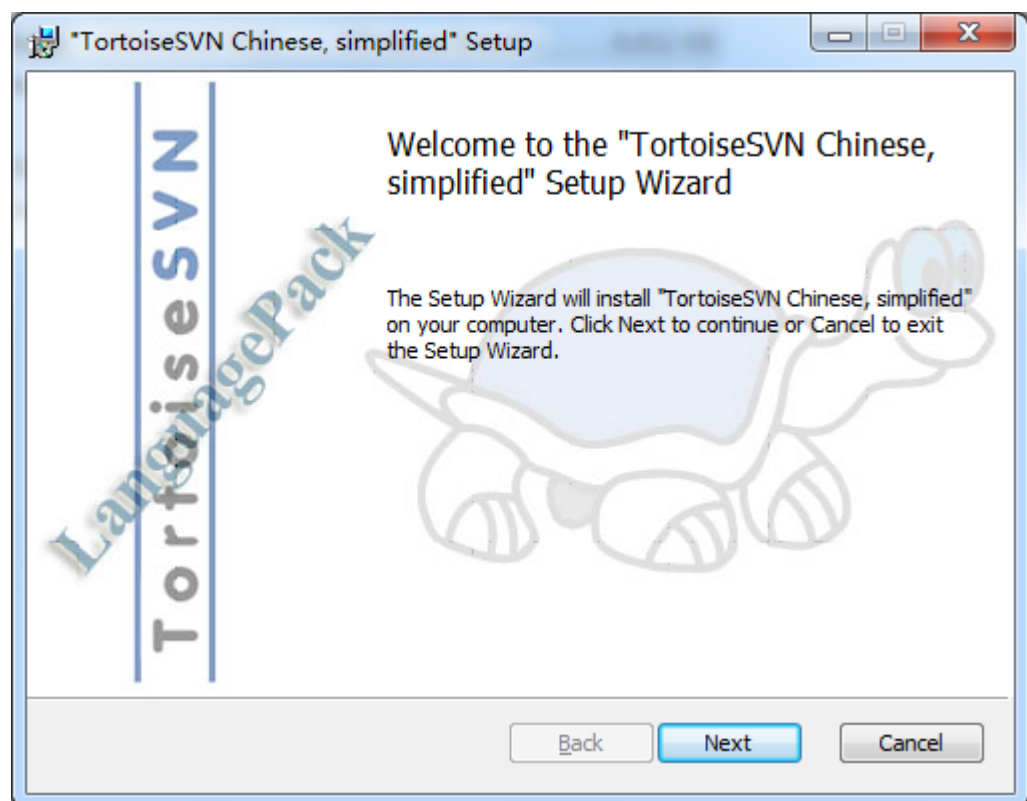 "TortoiseSVN Chinese, simplified" Setup
TortoiseSVN
LanguagePack
Welcome to the "TortoiseSVN Chinese,
simplified" Setup Wizard
The Setup Wizard will install "TortoiseSVN Chinese, simplified"
on your computer. Click Next to continue or Cancel to exit
the Setup Wizard.
Back
Next
Cancel